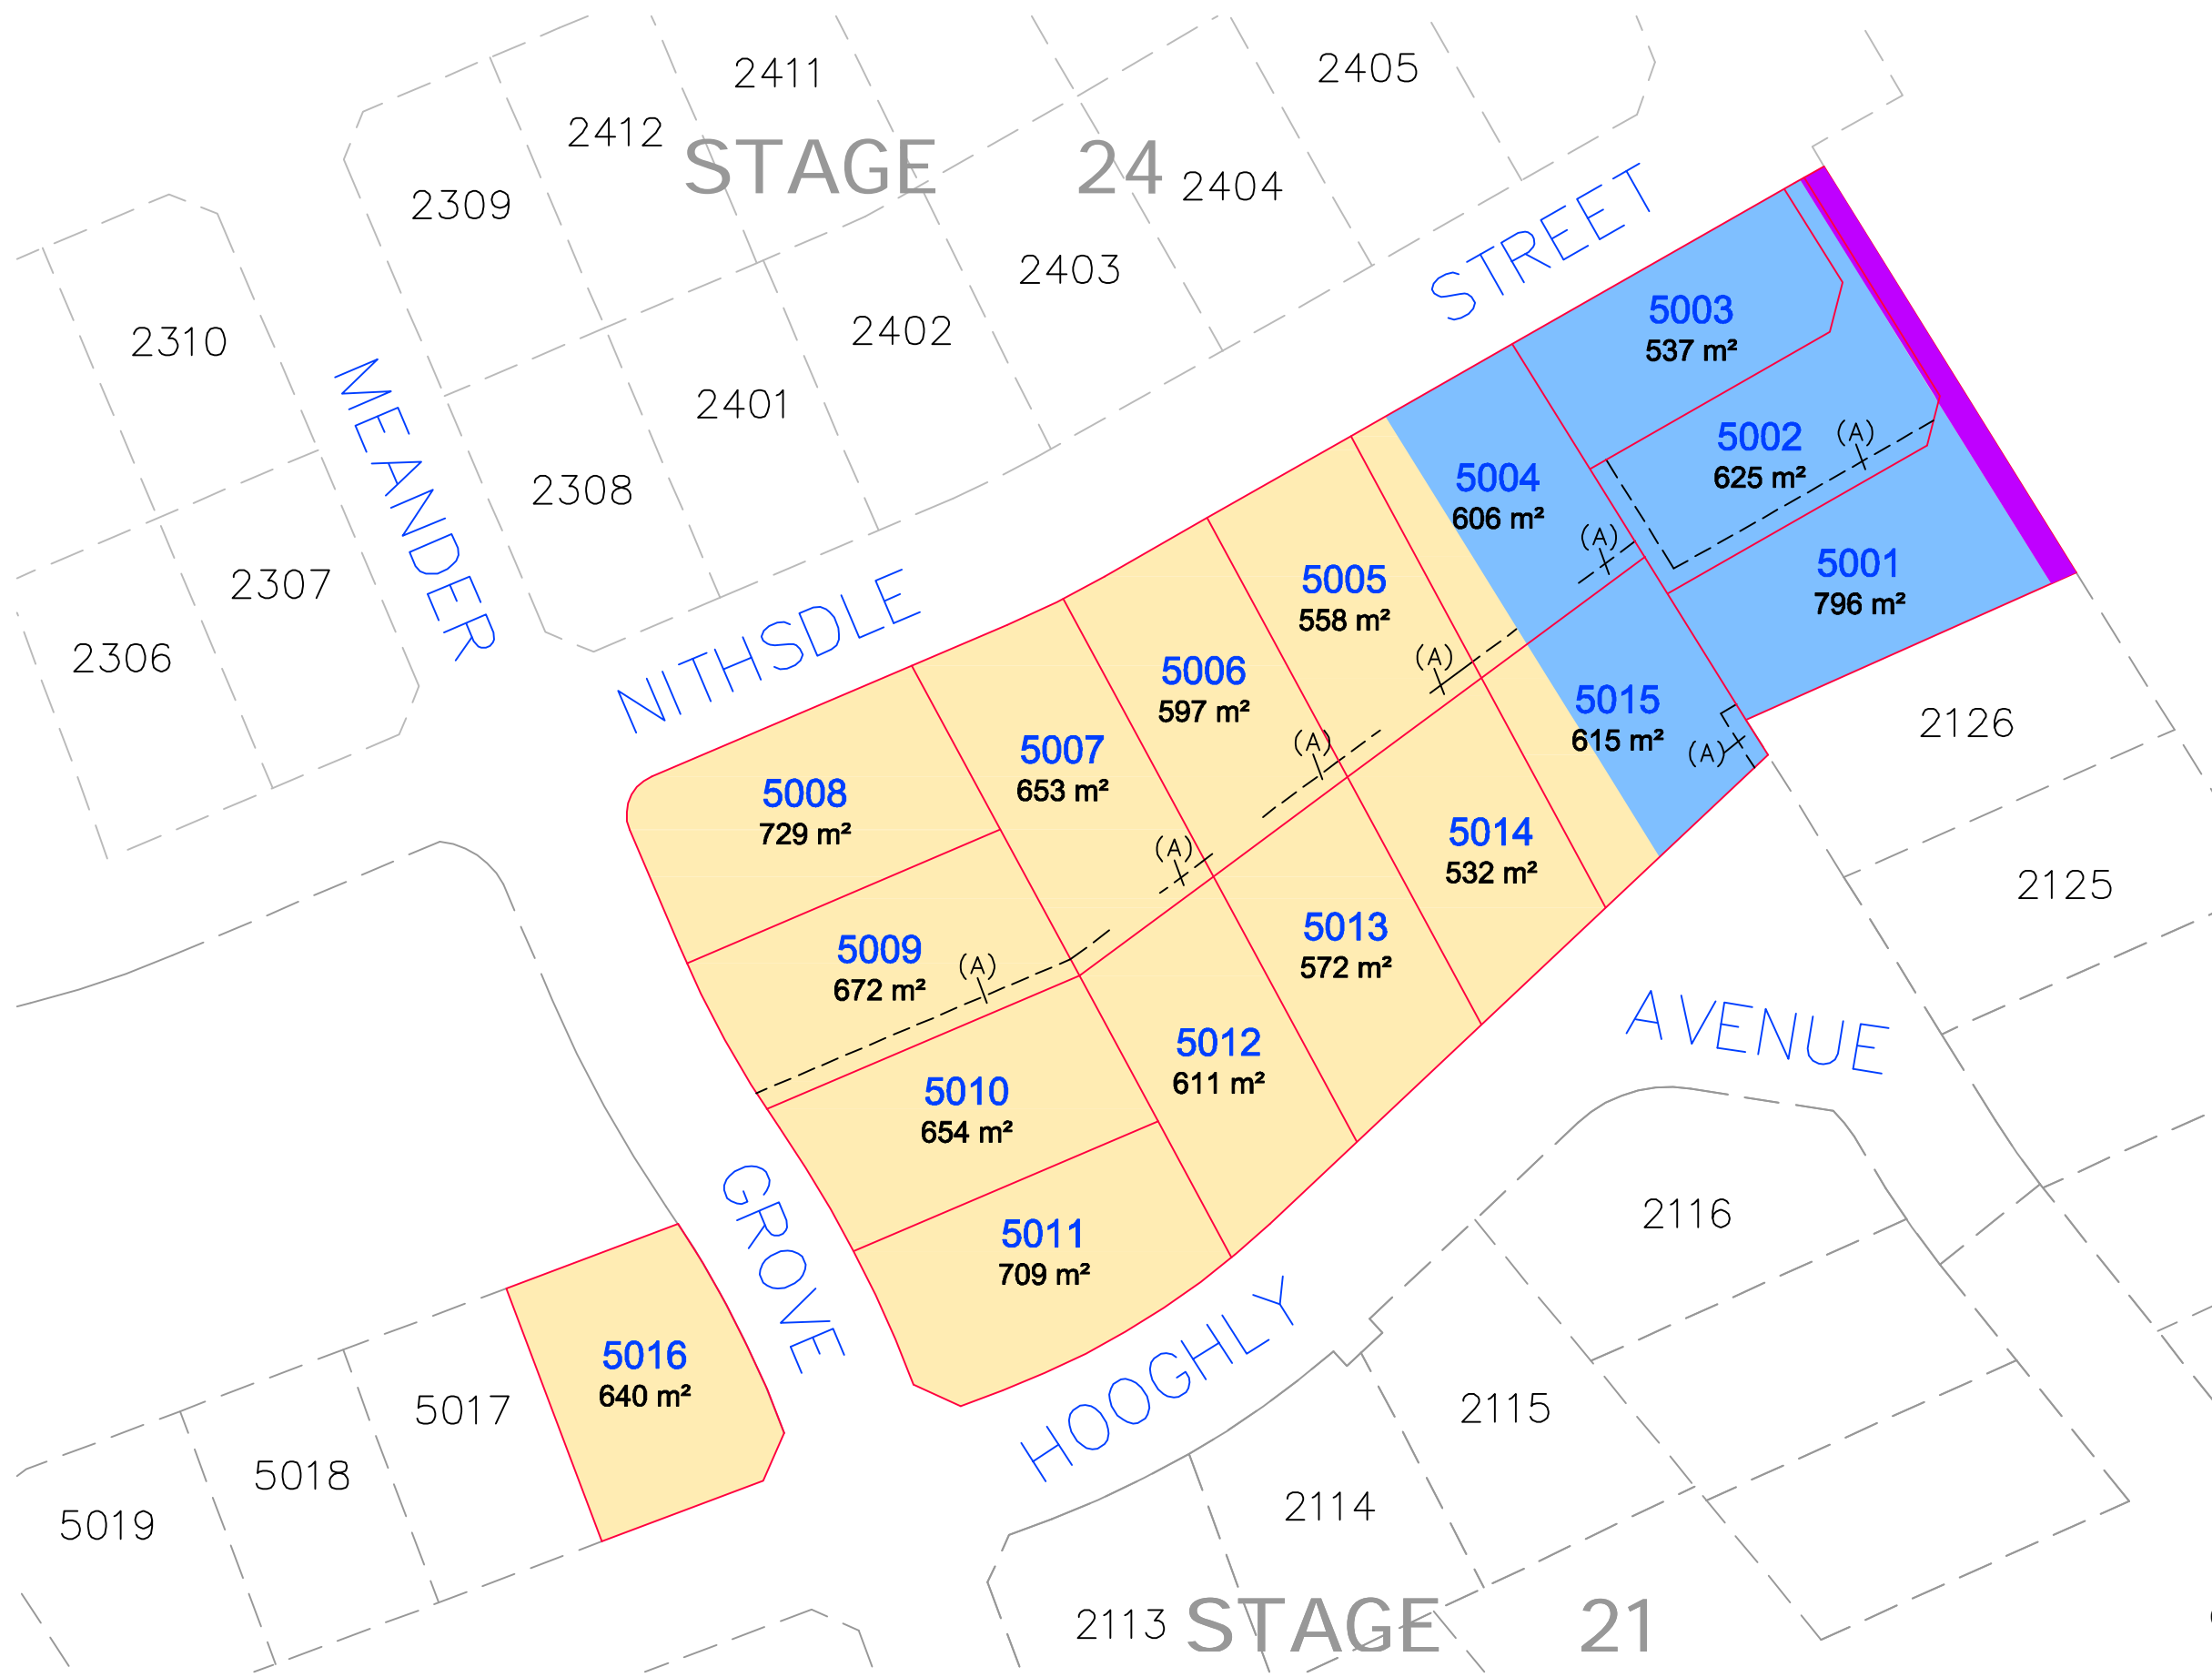 2411
2405
2412
STAGE 24
2404
2309
STREET
2403
5003
537 m²
2310
2402
MEANDER
2401
5002
625 m²
(A)
5004
606 m²
2308
(A)
5001
796 m²
2307
5005
558 m²
NITHSDLE
2306
(A)
5006
597 m²
5015
615 m²
2126
(A)
(A)
5007
653 m²
5008
729 m²
(A)
5014
532 m²
2125
5013
572 m²
5009
672 m²
(A)
AVENUE
5012
611 m²
5010
654 m²
GROVE
2116
5011
709 m²
HOOGHLY
5016
640 m²
5017
2115
5018
2114
5019
2113
STAGE 21